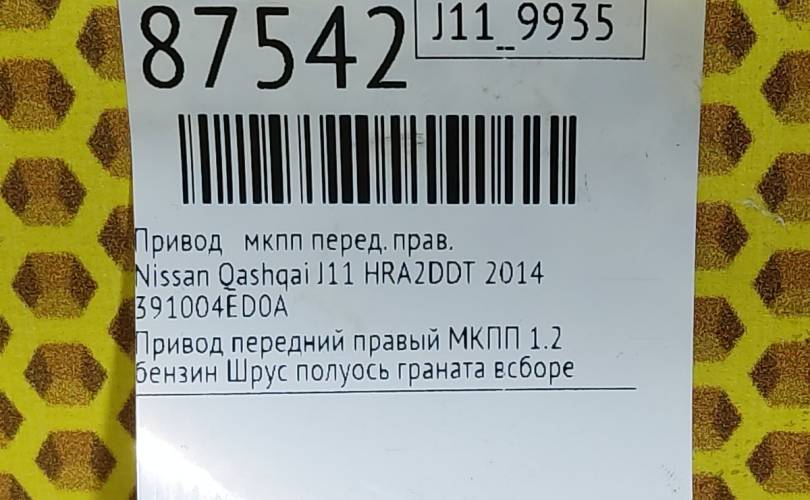 87542
J11_9935
Привод мкпп перед. прав.
Nissan Qashqai J11 HRA2DDT 2014
391004ED0A
Привод передний правый МКПП 1.2
бензин Шрус полуось граната всборе